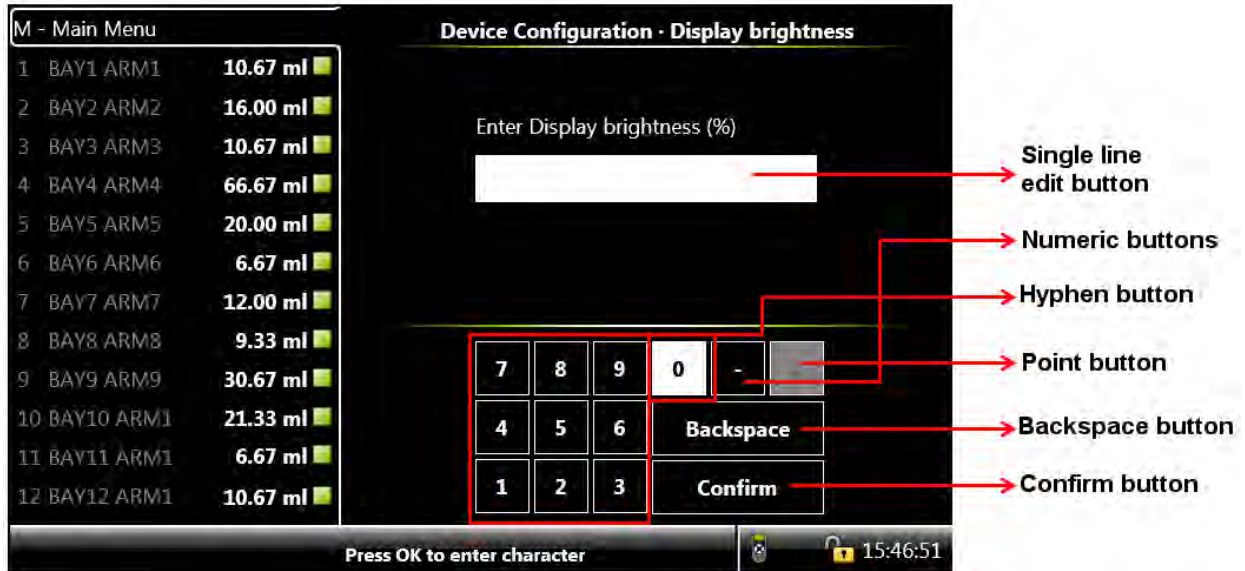 M - Main Menu
1 BAY1 ARM1 10.67 ml
2 BAY2 ARM2 16.00 ml
3 BAY3 ARM3 10.67 ml
4 BAY4 ARM4 66.67 ml
5 BAY5 ARM5 20.00 ml
6 BAY6 ARM6 6.67 ml
7 BAY7 ARM7 12.00 ml
8 BAY8 ARM8 9.33 ml
9 BAY9 ARM9 30.67 ml
10 BAY10 ARM1 21.33 ml
11 BAY11 ARM1 6.67 ml
12 BAY12 ARM1 10.67 ml
Device Configuration · Display brightness
Enter Display brightness (%)
7 8 9 0 -
4 5 6 Backspace
1 2 3 Confirm
Press OK to enter character
15:46:51
Single line
edit button
Numeric buttons
Hyphen button
Point button
Backspace button
Confirm button